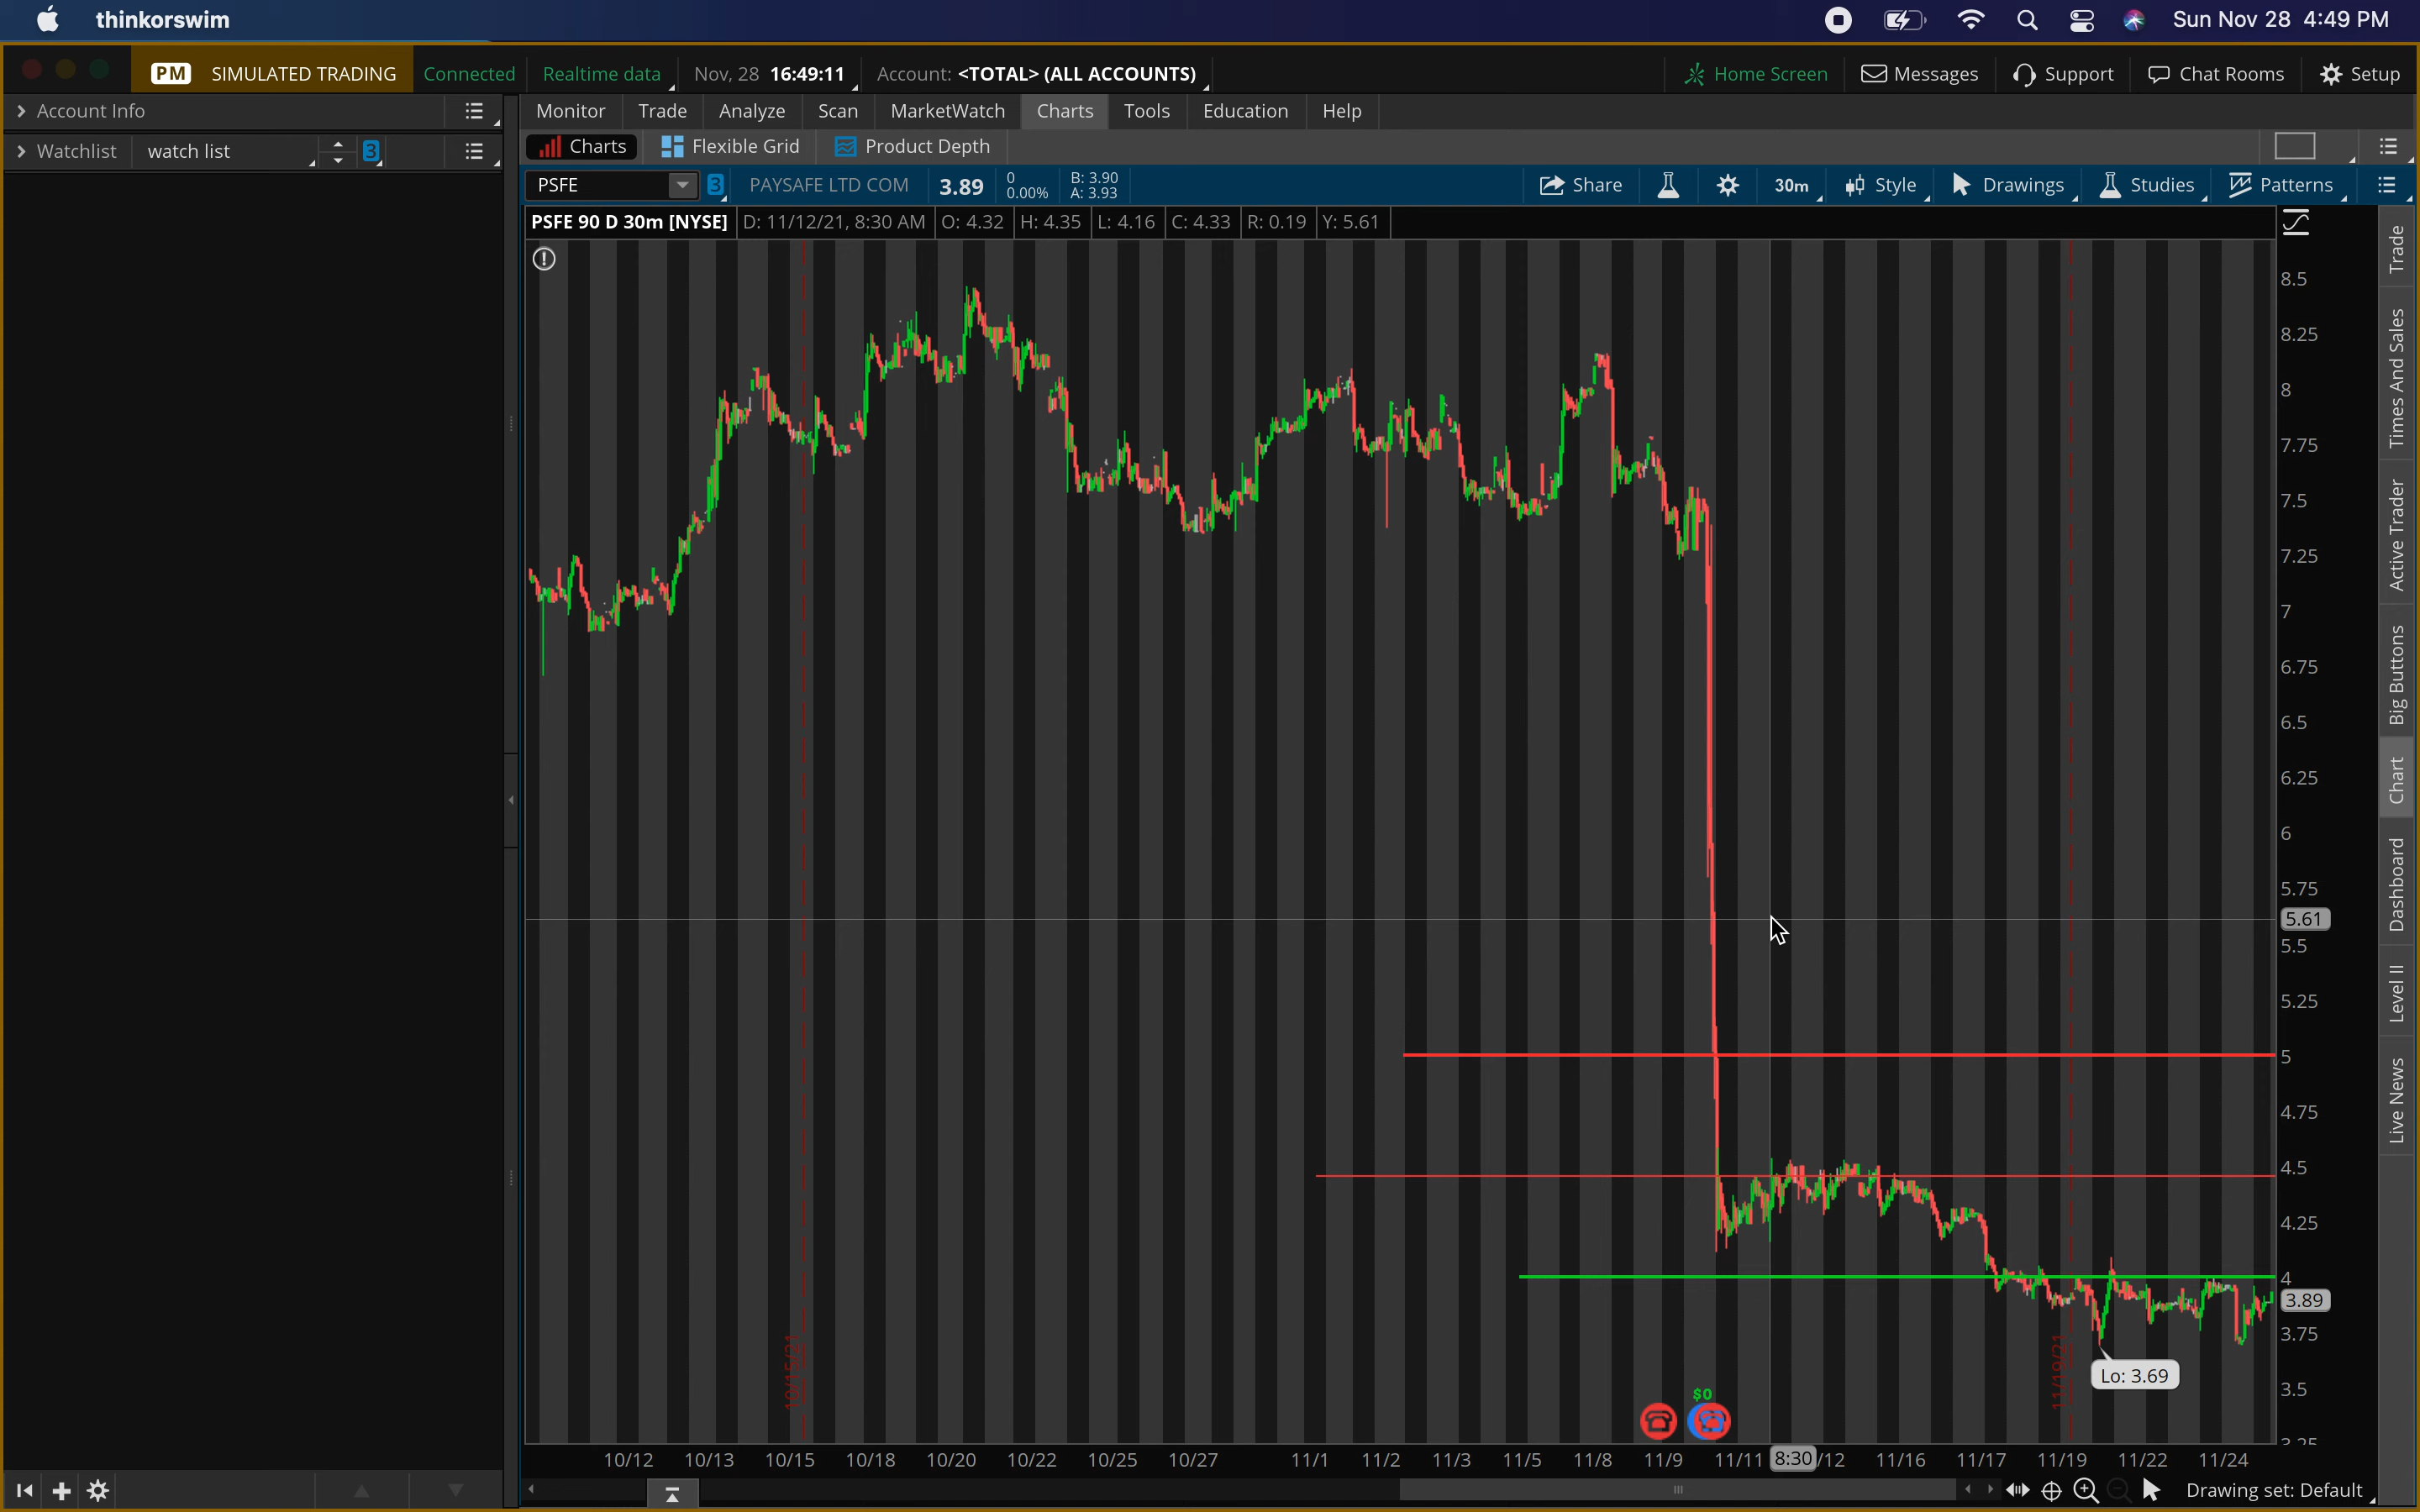 thinkorswim
Sun Nov 28 4:49 PM
PM SIMULATED TRADING Connected Realtime data Nov, 28 16:49:11 Account: <TOTAL> (ALL ACCOUNTS) Home Screen Messages Support Chat Rooms Setup
Account Info
Monitor Trade Analyze Scan MarketWatch Charts Tools Education Help
Watchlist watch list 3
Charts Flexible Grid Product Depth
PSFE 3 PAYSAFE LTD COM 3.89 0 0.00% B: 3.90 A: 3.93 Share 30m Style Drawings Studies Patterns
PSFE 90 D 30m [NYSE] D: 11/12/21, 8:30 AM O: 4.32 H: 4.35 L: 4.16 C: 4.33 R: 0.19 Y: 5.61
8.5
8.25
8
7.75
7.5
7.25
7
6.75
6.5
6.25
6
5.75
5.61
5.5
5.25
5
4.75
4.5
4.25
4
3.89
3.75
3.5
3.25
Trade
Times And Sales
Active Trader
Big Buttons
Chart
Dashboard
Level II
Live News
10/15/21
11/19/21
Lo: 3.69
$0
10/12 10/13 10/15 10/18 10/20 10/22 10/25 10/27 11/1 11/2 11/3 11/5 11/8 11/9 11/11 8:30 /12 11/16 11/17 11/19 11/22 11/24
Drawing set: Default